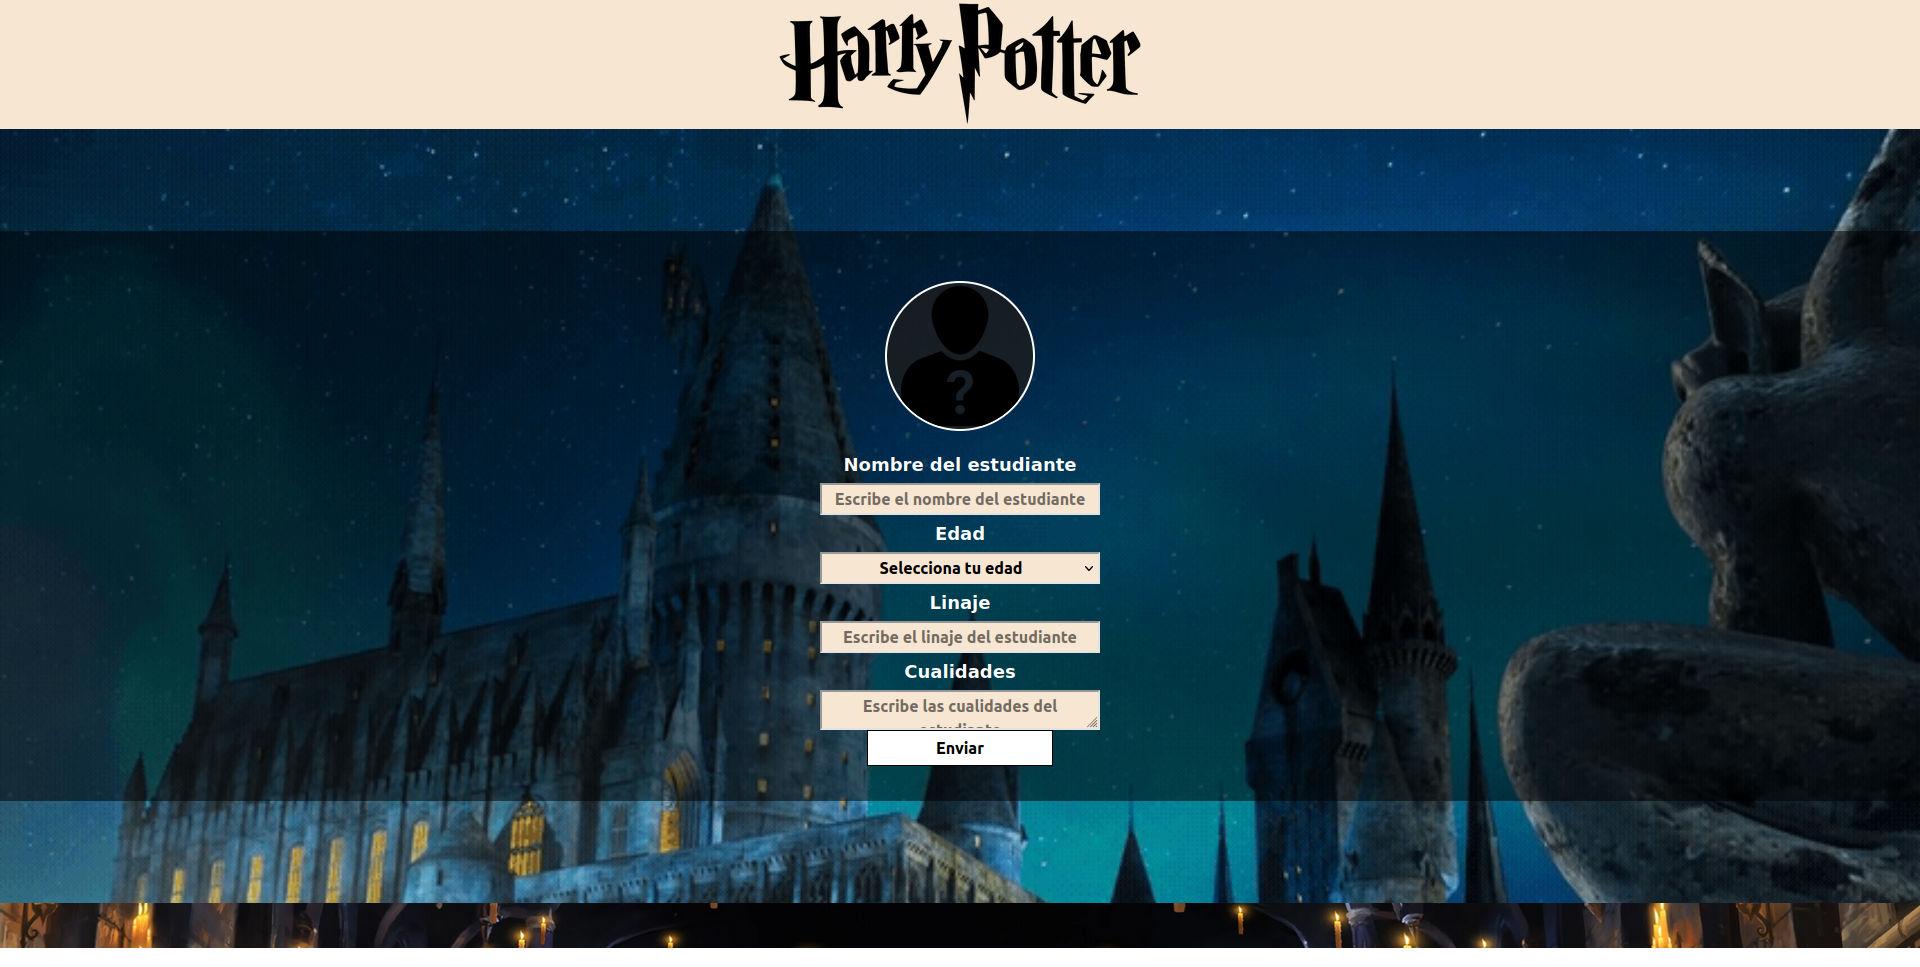 Harry Potter
?
Nombre del estudiante
Escribe el nombre del estudiante
Edad
Selecciona tu edad
Linaje
Escribe el linaje del estudiante
Cualidades
Escribe las cualidades del
estudiante
Enviar